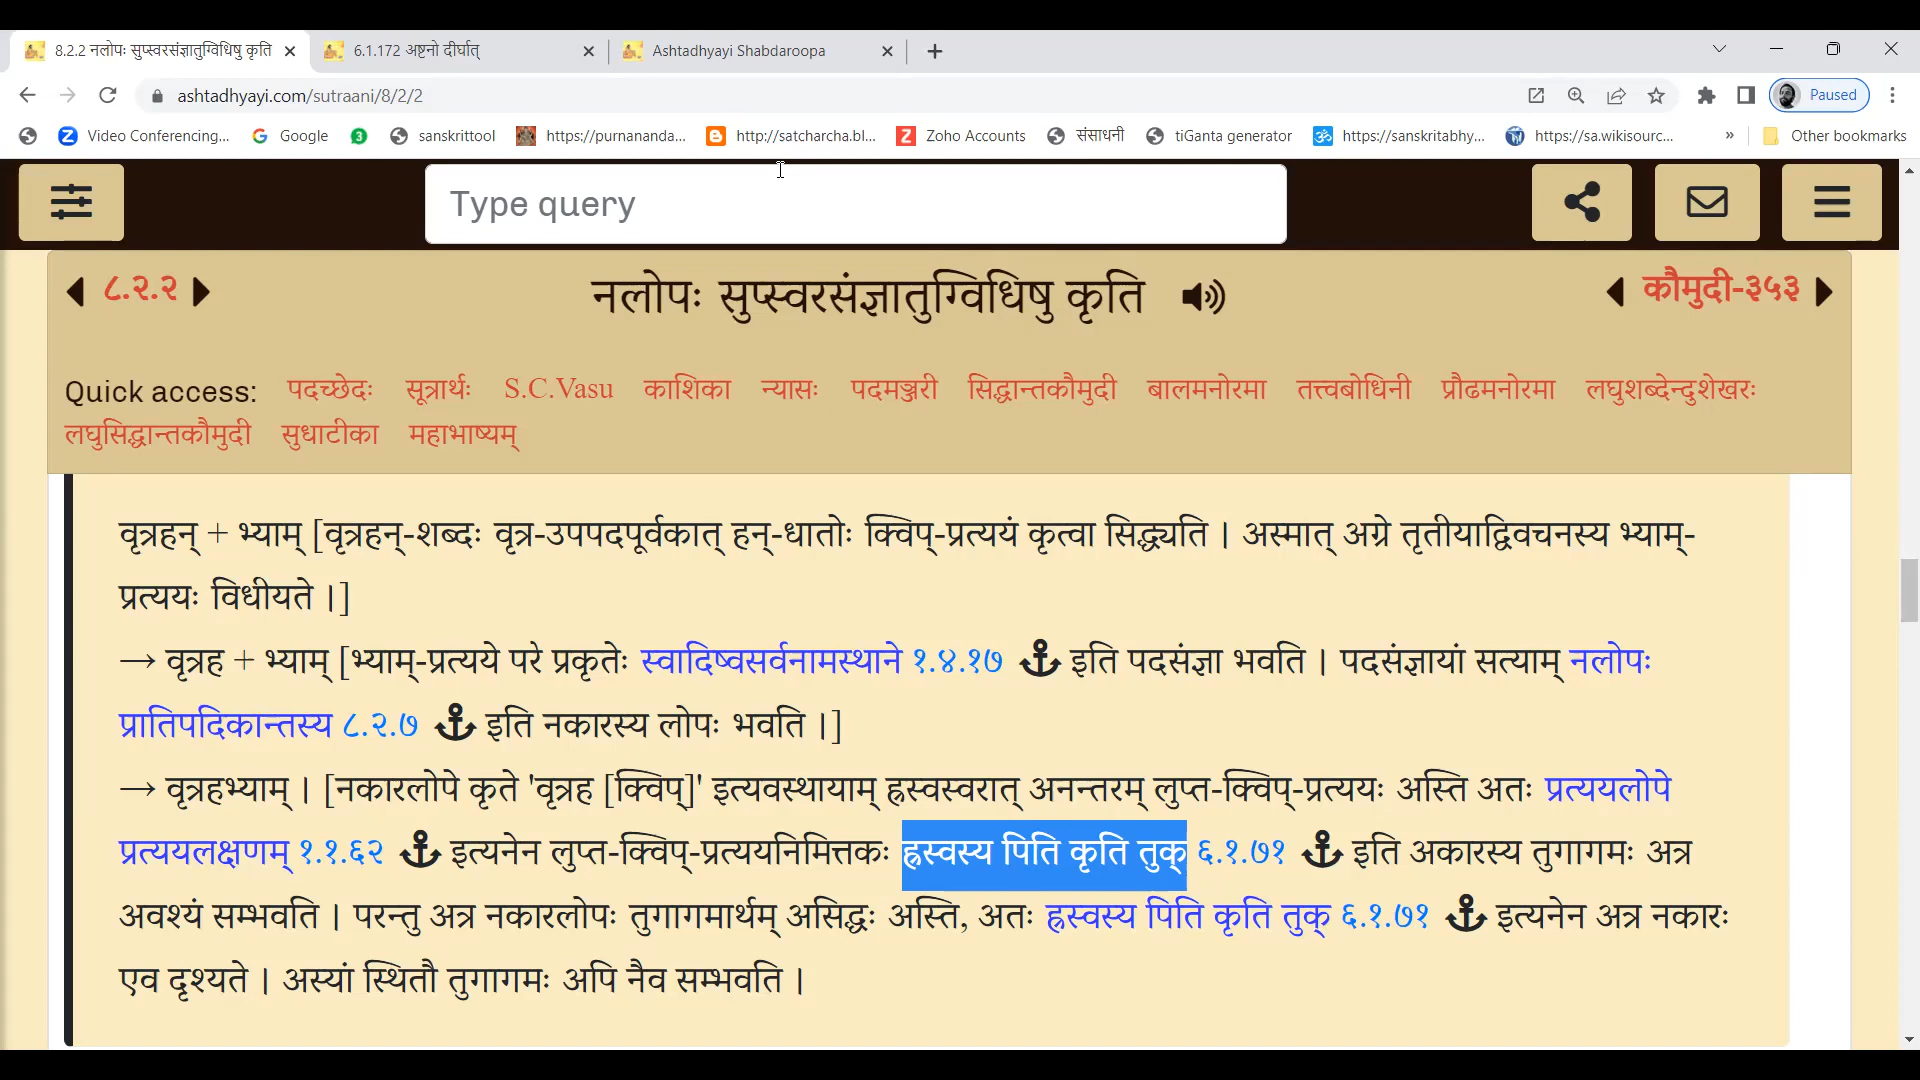 8.2.2 नलोपः सुप्स्वरसंज्ञातुग्विधिषु कृति
6.1.172 अष्टनो दीर्घात्
Ashtadhyayi Shabdaroopa
ashtadhyayi.com/sutraani/8/2/2
Paused
Video Conferencing...
Google
3
sanskrittool
https://purnananda...
http://satcharcha.bl...
Zoho Accounts
संसाधनी
tiGanta generator
https://sanskritabhy...
https://sa.wikisourc...
»
Other bookmarks
Type query
८.२.२
नलोपः सुप्स्वरसंज्ञातुग्विधिषु कृति
कौमुदी-३५३
Quick access: पदच्छेदः सूत्रार्थः S.C.Vasu काशिका न्यासः पदमञ्जरी सिद्धान्तकौमुदी बालमनोरमा तत्त्वबोधिनी प्रौढमनोरमा लघुशब्देन्दुशेखरः
लघुसिद्धान्तकौमुदी सुधाटीका महाभाष्यम्
वृत्रहन् + भ्याम् [वृत्रहन्-शब्दः वृत्र-उपपदपूर्वकात् हन्-धातोः क्विप्-प्रत्ययं कृत्वा सिद्ध्यति । अस्मात् अग्रे तृतीयाद्विवचनस्य भ्याम्-
प्रत्ययः विधीयते ।]
→ वृत्रह + भ्याम् [भ्याम्-प्रत्यये परे प्रकृतेः स्वादिष्वसर्वनामस्थाने १.४.१७ इति पदसंज्ञा भवति । पदसंज्ञायां सत्याम् नलोपः
प्रातिपदिकान्तस्य ८.२.७ इति नकारस्य लोपः भवति ।]
→ वृत्रहभ्याम् । [नकारलोपे कृते 'वृत्रह [क्विप्]' इत्यवस्थायाम् ह्रस्वस्वरात् अनन्तरम् लुप्त-क्विप्-प्रत्ययः अस्ति अतः प्रत्ययलोपे
प्रत्ययलक्षणम् १.१.६२ इत्यनेन लुप्त-क्विप्-प्रत्ययनिमित्तकः ह्रस्वस्य पिति कृति तुक् ६.१.७१ इति अकारस्य तुगागमः अत्र
अवश्यं सम्भवति । परन्तु अत्र नकारलोपः तुगागमार्थम् असिद्धः अस्ति, अतः ह्रस्वस्य पिति कृति तुक् ६.१.७१ इत्यनेन अत्र नकारः
एव दृश्यते । अस्यां स्थितौ तुगागमः अपि नैव सम्भवति ।